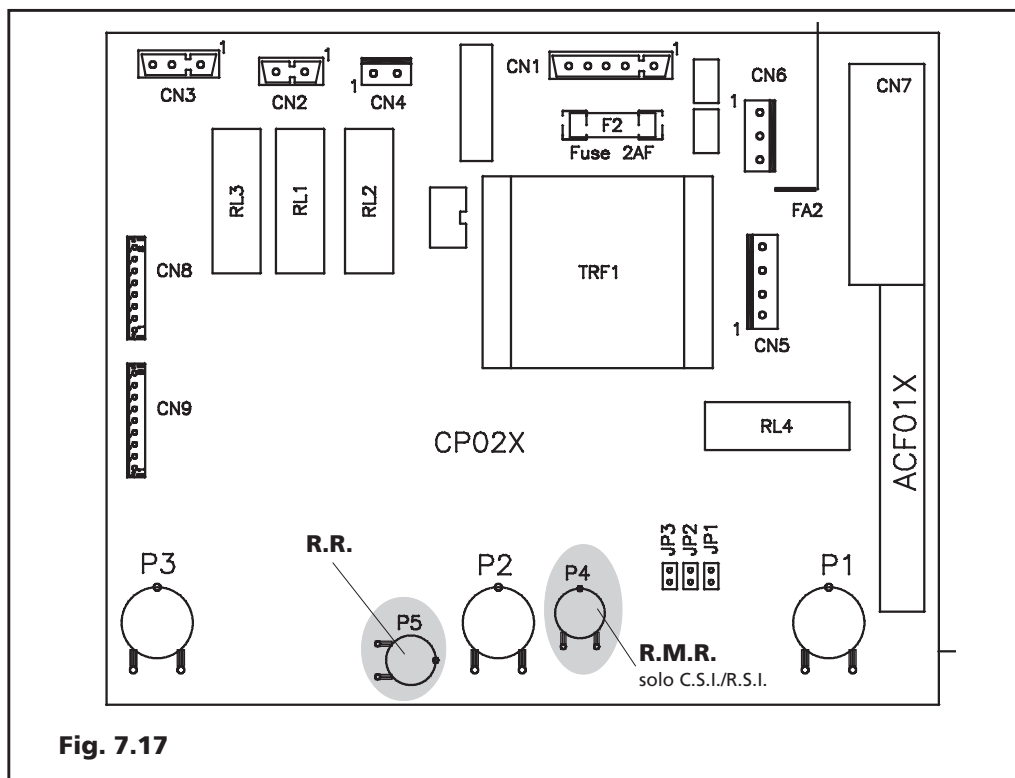 1
CN3
1
CN2
1
CN4
CN1
1
F2
Fuse 2AF
CN6
1
CN7
FA2
RL3
RL1
RL2
CN8
TRF1
1
CN5
CN9
CP02X
RL4
ACF01X
JP3
JP2
JP1
P3
R.R.
P5
P2
P4
P1
R.M.R.
solo C.S.I./R.S.I.
Fig. 7.17